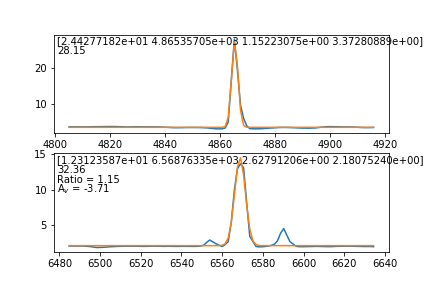 [2.44277182e+01 4.86535705e+03 1.15223075e+00 3.37280889e+00]
28.15
20
10
4800 4820 4840 4860 4880 4900 4920
15
[1.23123587e+01 6.56876335e+03 2.62791206e+00 2.18075240e+00]
32.36
Ratio = 1.15
Av = -3.71
10
5
6480 6500 6520 6540 6560 6580 6600 6620 6640